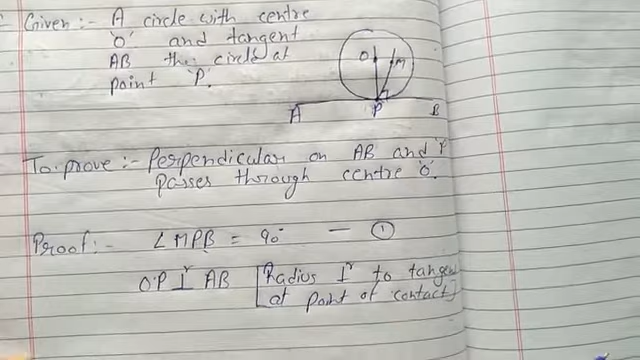 Given :- A circle with centre
'O' and tangent
AB the circle at
point 'P'.
O M
A P B
To prove :- Perpendicular on AB and P
passes through centre 'O'.
Proof :- ∠MPB = 90° — ①
OP ⊥r AB [Radius ⊥r to tangent
at point of contact]